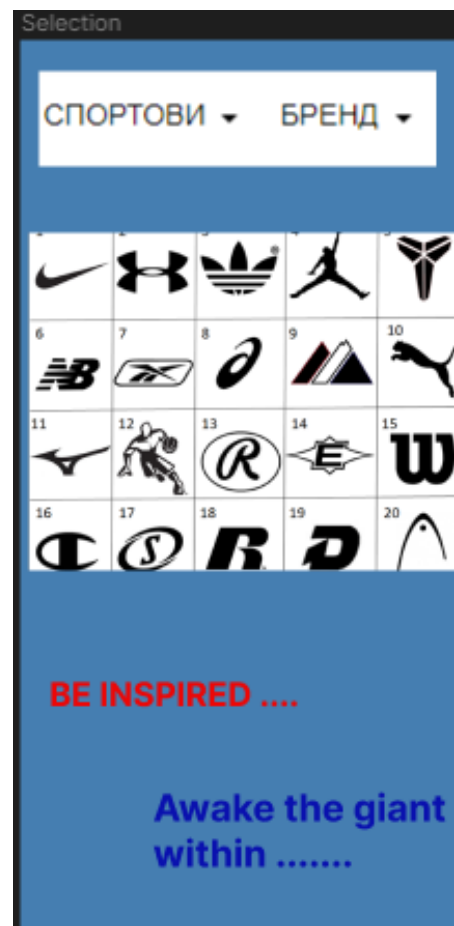 Selection
СПОРТОВИ БРЕНД
6 7 8 9 10
11 12 13 14 15
16 17 18 19 20
BE INSPIRED ....
Awake the giant
within .......